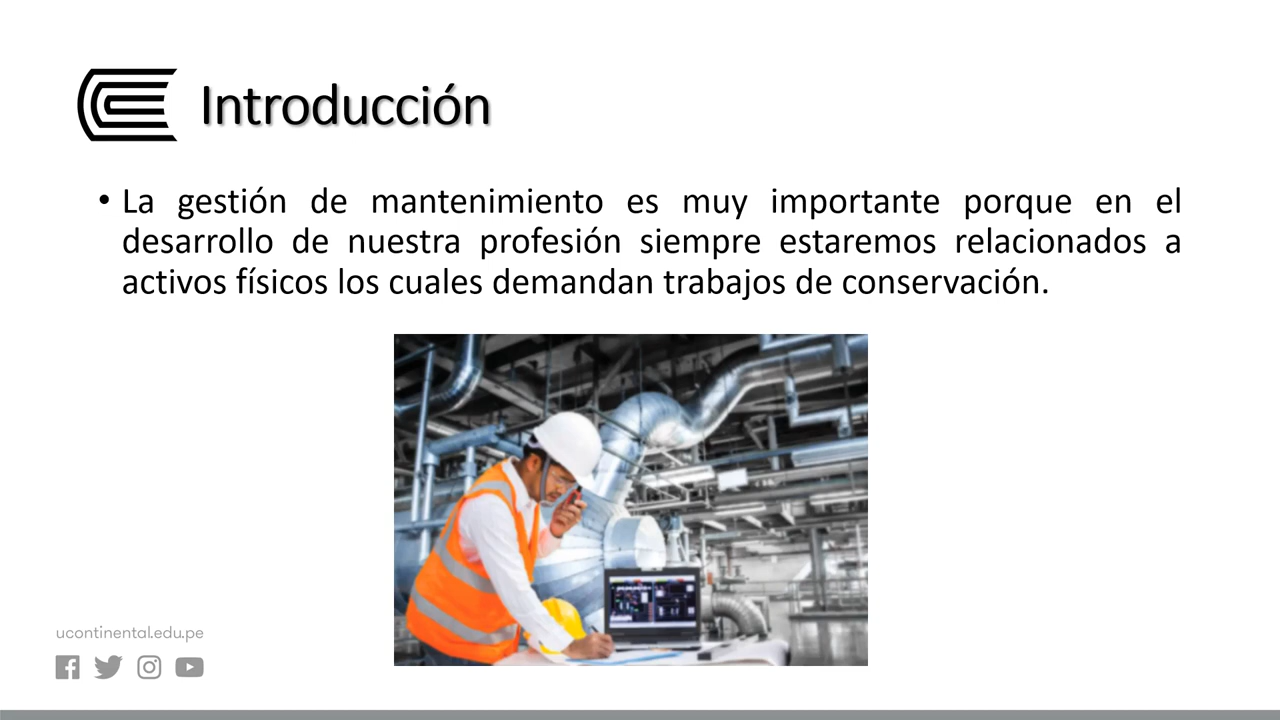 Introducción
• La gestión de mantenimiento es muy importante porque en el
desarrollo de nuestra profesión siempre estaremos relacionados a
activos físicos los cuales demandan trabajos de conservación.
ucontinental.edu.pe